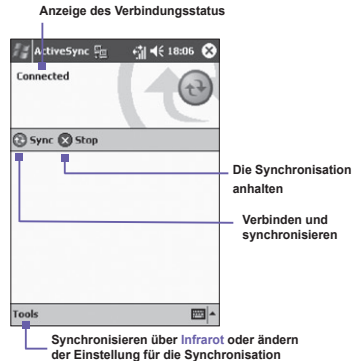 Anzeige des Verbindungsstatus
ActiveSync 18:06
Connected
Sync Stop
Die Synchronisation
anhalten
Verbinden und
synchronisieren
Tools
Synchronisieren über Infrarot oder ändern
der Einstellung für die Synchronisation